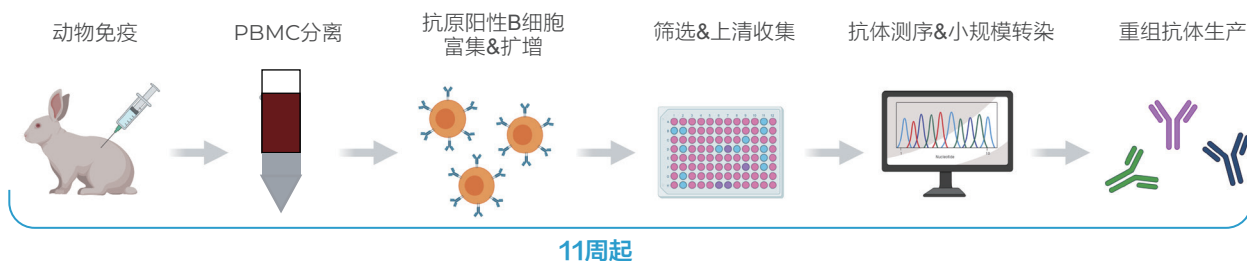 动物免疫
PBMC分离
抗原阳性B细胞
富集&扩增
筛选&上清收集
抗体测序&小规模转染
重组抗体生产
Nucleotide
11周起